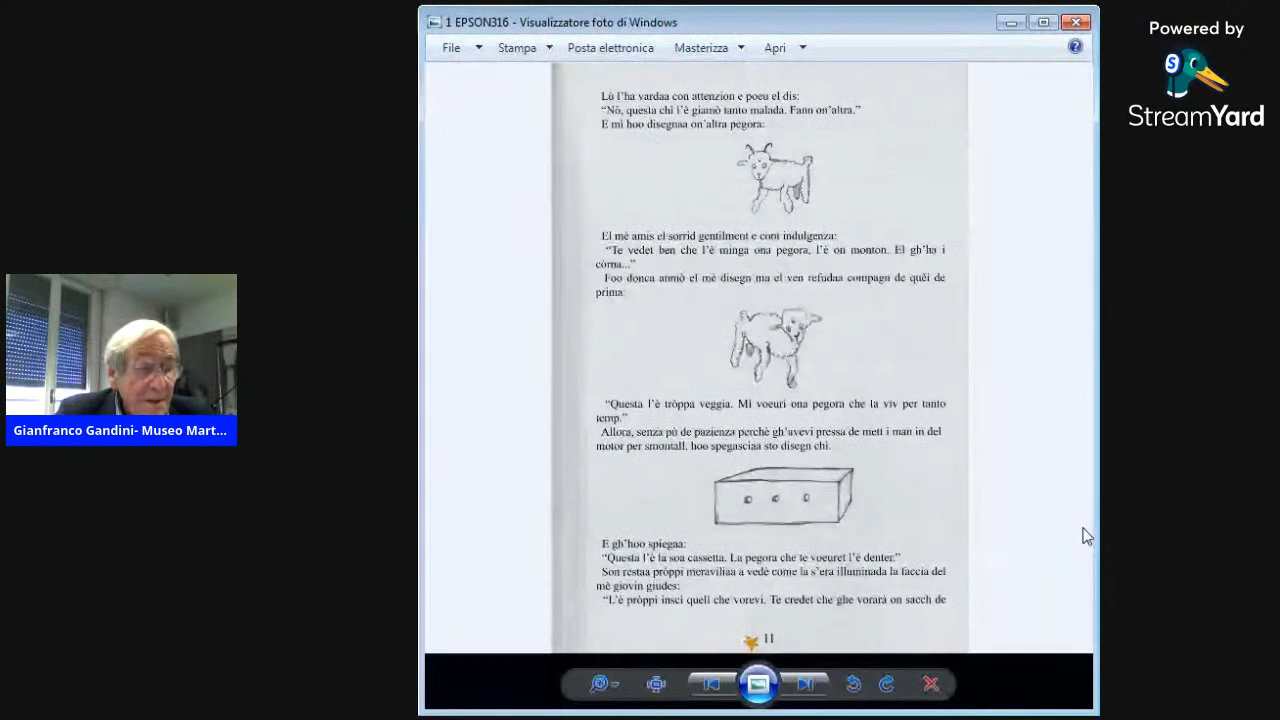 1 EPSON316 - Visualizzatore foto di Windows
Powered by
StreamYard
File Stampa Posta elettronica Masterizza Apri
Lù l'ha vardaa con attenzion e poeu el dis:
"Nò, questa chì l'è giamò tanto malada. Fann on'altra."
E mì hoo disegnaa on'altra pegora:
El mè amis el sorrid gentilment e cont indulgenza:
"Te vedet ben che l'è minga ona pegora, l'è on monton. El gh'ha i
còrna..."
Foo donca anmò el mè disegn ma el ven refudaa compagn de quêi de
prima:
"Questa l'è tròppa veggia. Mì voeuri ona pegora che la viv per tanto
temp."
Allora, senza pù de pazienza perchè gh'avevi pressa de mett i man in del
motor per smontall, hoo spegasciaa sto disegn chì.
E gh'hoo spiegaa:
"Questa l'è la soa cassetta. La pegora che te voeuret l'è denter."
Son restaa pròppi meraviliaa a vedè come la s'era illuminada la faccia del
mè giovin giudes:
"L'è pròppi inscì quell che vorevi. Te credet che ghe vorarà on sacch de
11
Gianfranco Gandini- Museo Mart...